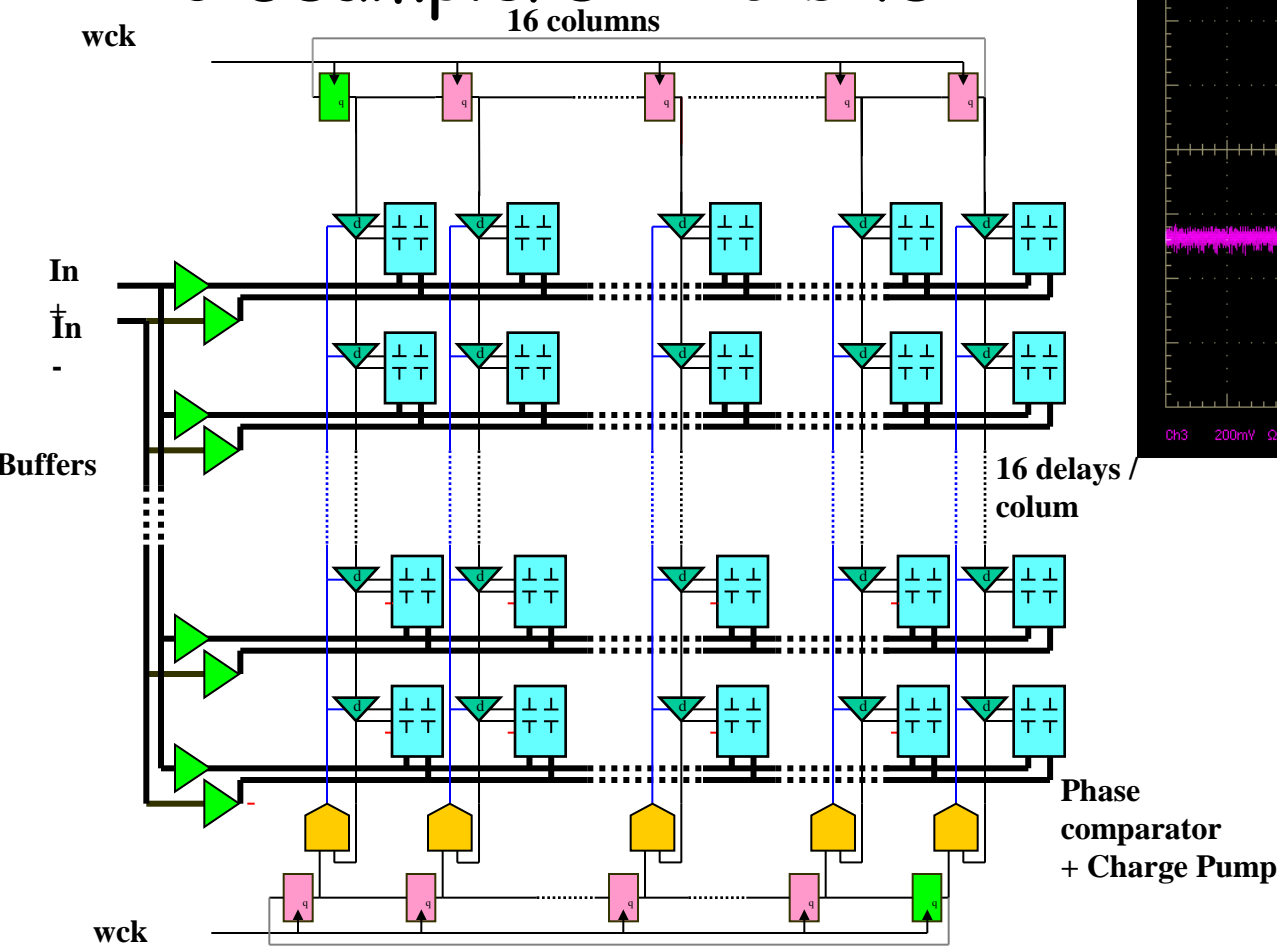 16 columns
wck
q
q
q
q
q
d
d
d
d
d
In
+
In
-
d
d
d
d
d
Ch3 200mV Ω
Buffers
16 delays /
colum
d
d
d
d
d
d
d
d
d
d
Phase
comparator
+ Charge Pump
q
q
q
q
q
wck